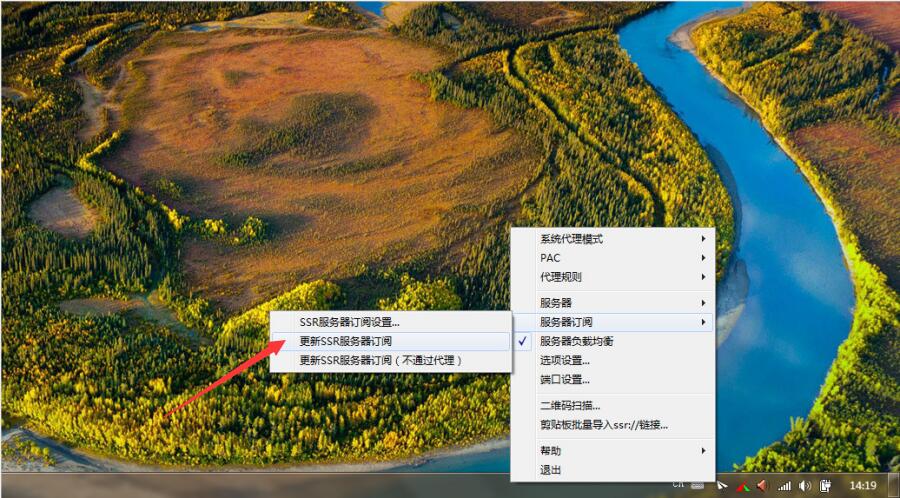 系统代理模式
PAC
代理规则
服务器
服务器订阅
服务器负载均衡
选项设置...
端口设置...
二维码扫描...
剪贴板批量导入ssr://链接...
帮助
退出
SSR服务器订阅设置...
更新SSR服务器订阅
更新SSR服务器订阅（不通过代理）
14:19